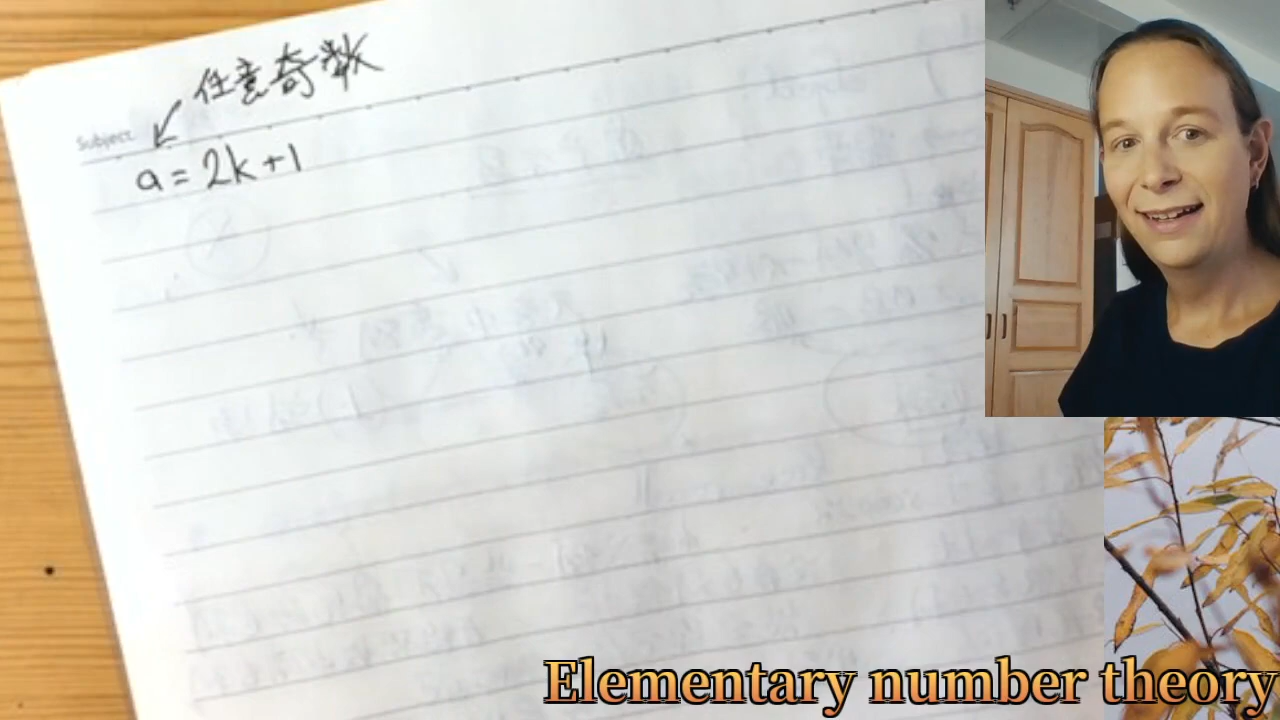 任意奇数
Subject
a = 2k+1
Elementary number theory